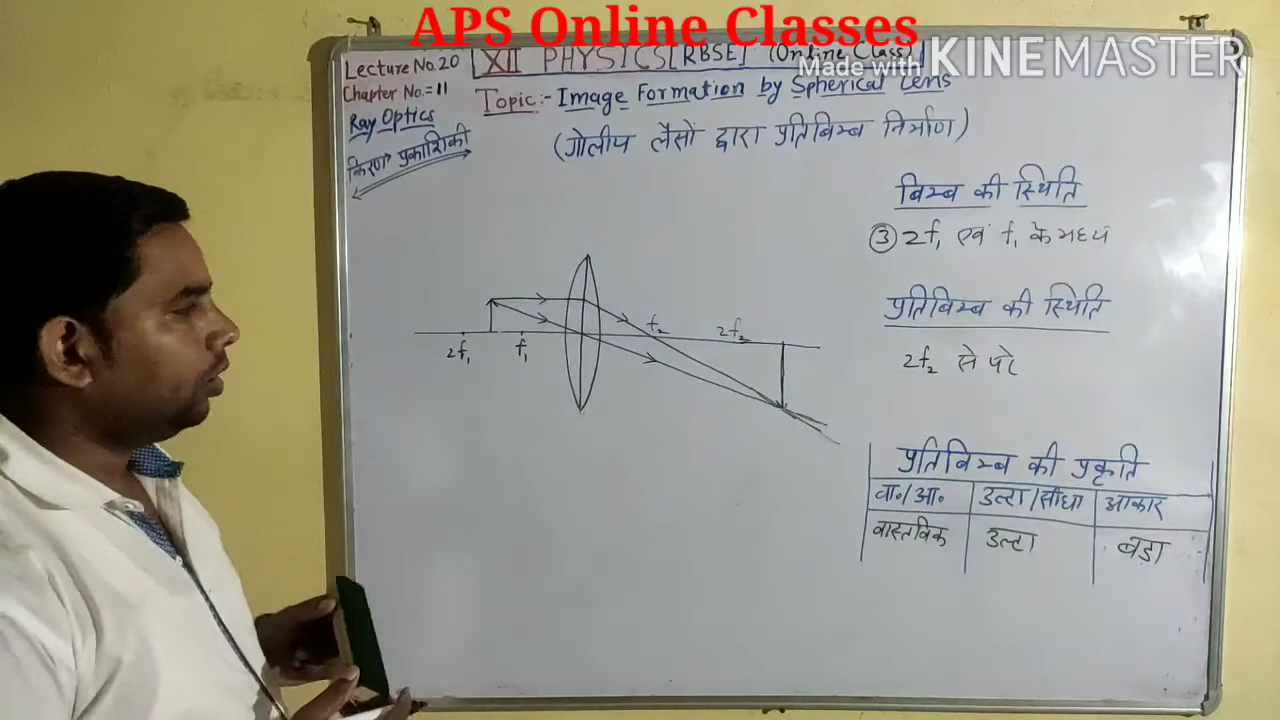 APS Online Classes
Made with KINEMASTER
Lecture No. 20
XII PHYSICS [RBSE] (Online Class)
Chapter No.= 11
Topic:- Image Formation by Spherical Lens
Ray Optics
(गोलीय लैंसों द्वारा प्रतिबिम्ब निर्माण)
किरण प्रकाशिकी
बिम्ब की स्थिति
③ 2f₁ एवं f₁ के मध्य
प्रतिबिम्ब की स्थिति
2f₁ f₁ f₂ 2f₂
2f₂ से परे
प्रतिबिम्ब की प्रकृति
वा०/आ० उल्टा/सीधा आकार
वास्तविक उल्टा बड़ा